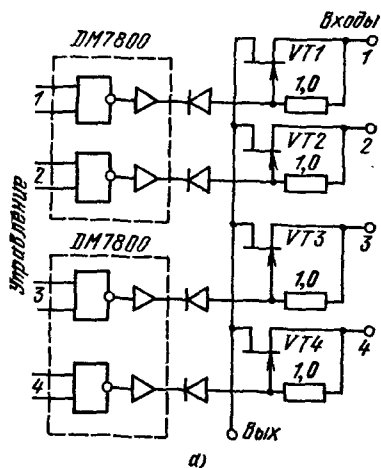 Входы
DM7800
VT1
1
1,0
1
VT2
2
1,0
2
Управление
DM7800
VT3
3
1,0
3
VT4
4
1,0
4
Вых
а)